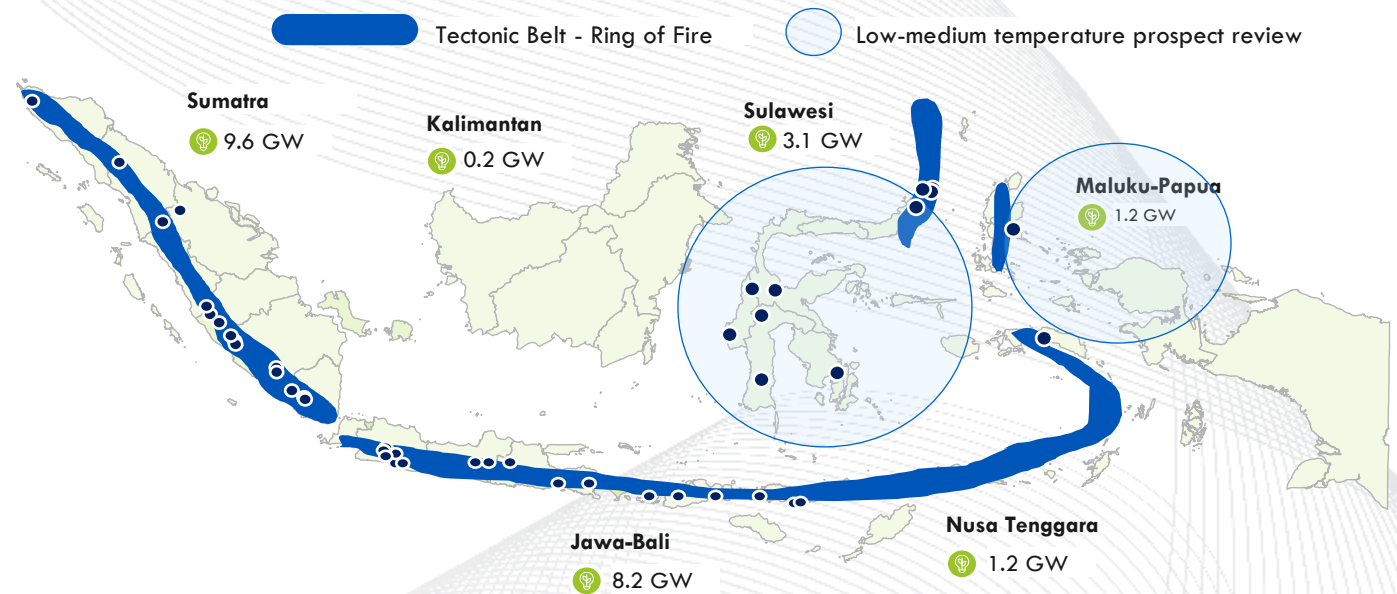 Tectonic Belt - Ring of Fire
Low-medium temperature prospect review
Sumatra
9.6 GW
Kalimantan
0.2 GW
Sulawesi
3.1 GW
Maluku-Papua
1.2 GW
Jawa-Bali
8.2 GW
Nusa Tenggara
1.2 GW